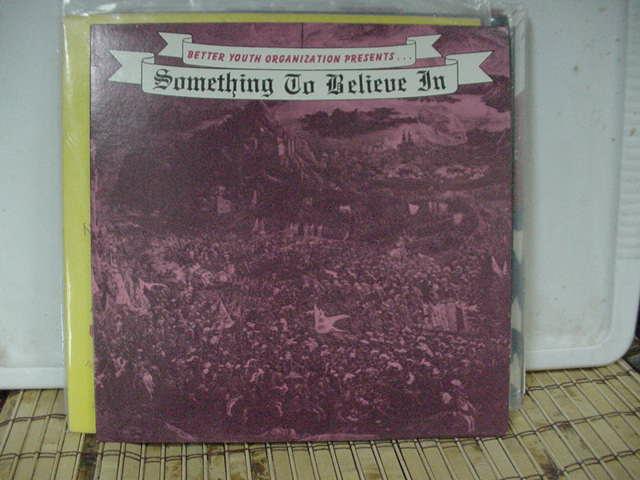 BETTER YOUTH ORGANIZATION PRESENTS...
Something To Believe In